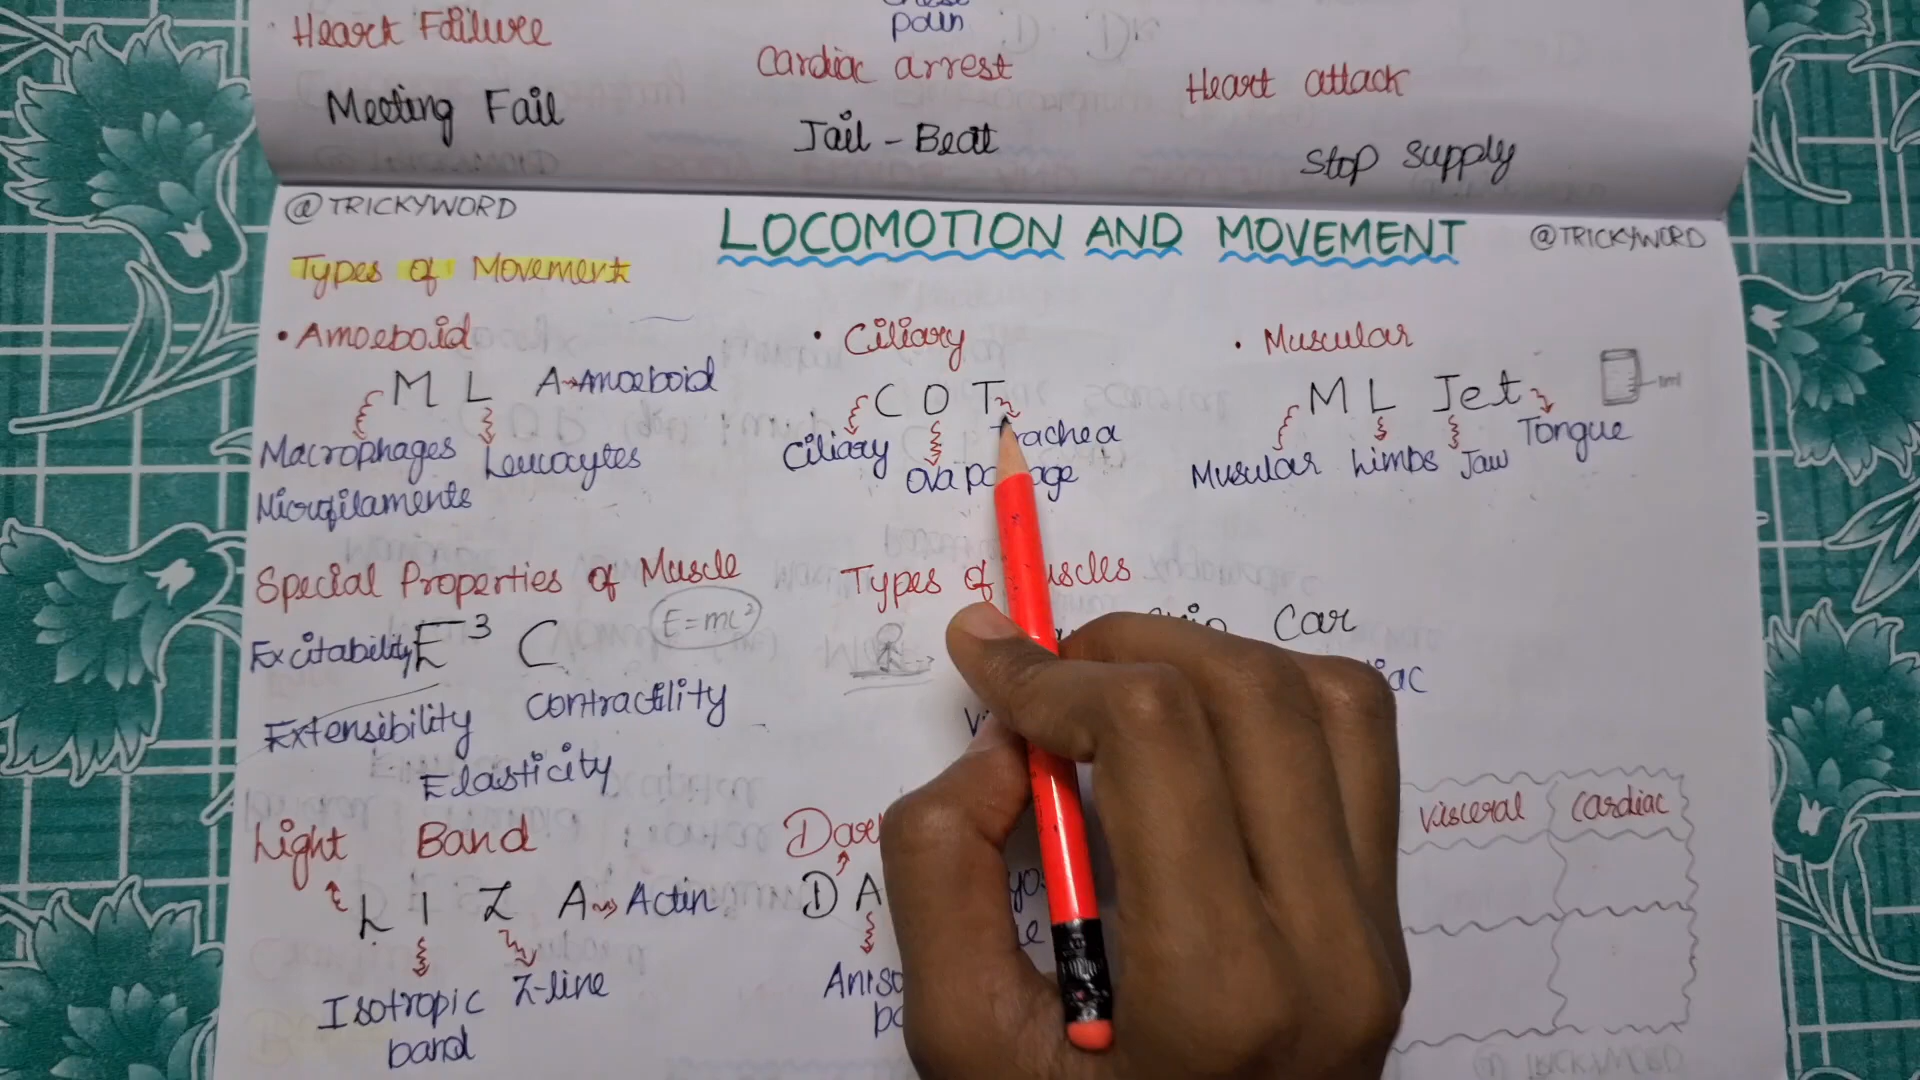 Heart Failure
pain
Cardiac arrest
Heart attack
Meeting Fail
Jail - Beat
Stop supply
@TRICKYWORD
LOCOMOTION AND MOVEMENT
@TRICKYWORD
Types of Movement
• Amoeboid
• Ciliary
• Muscular
M L A → Amoeboid
C O T
M L Jet
Macrophages Leucocytes
Microfilaments
Ciliary
Trachea
Ova
Muscular Limbs Jaw
Tongue
Special Properties of Muscle
Types of
E = mc²
Excitability E³ C
Car
Extensibility
Contractility
Elasticity
Light Band
Visceral
Cardiac
L I Z A → Actin
D A
Isotropic Z-line
band